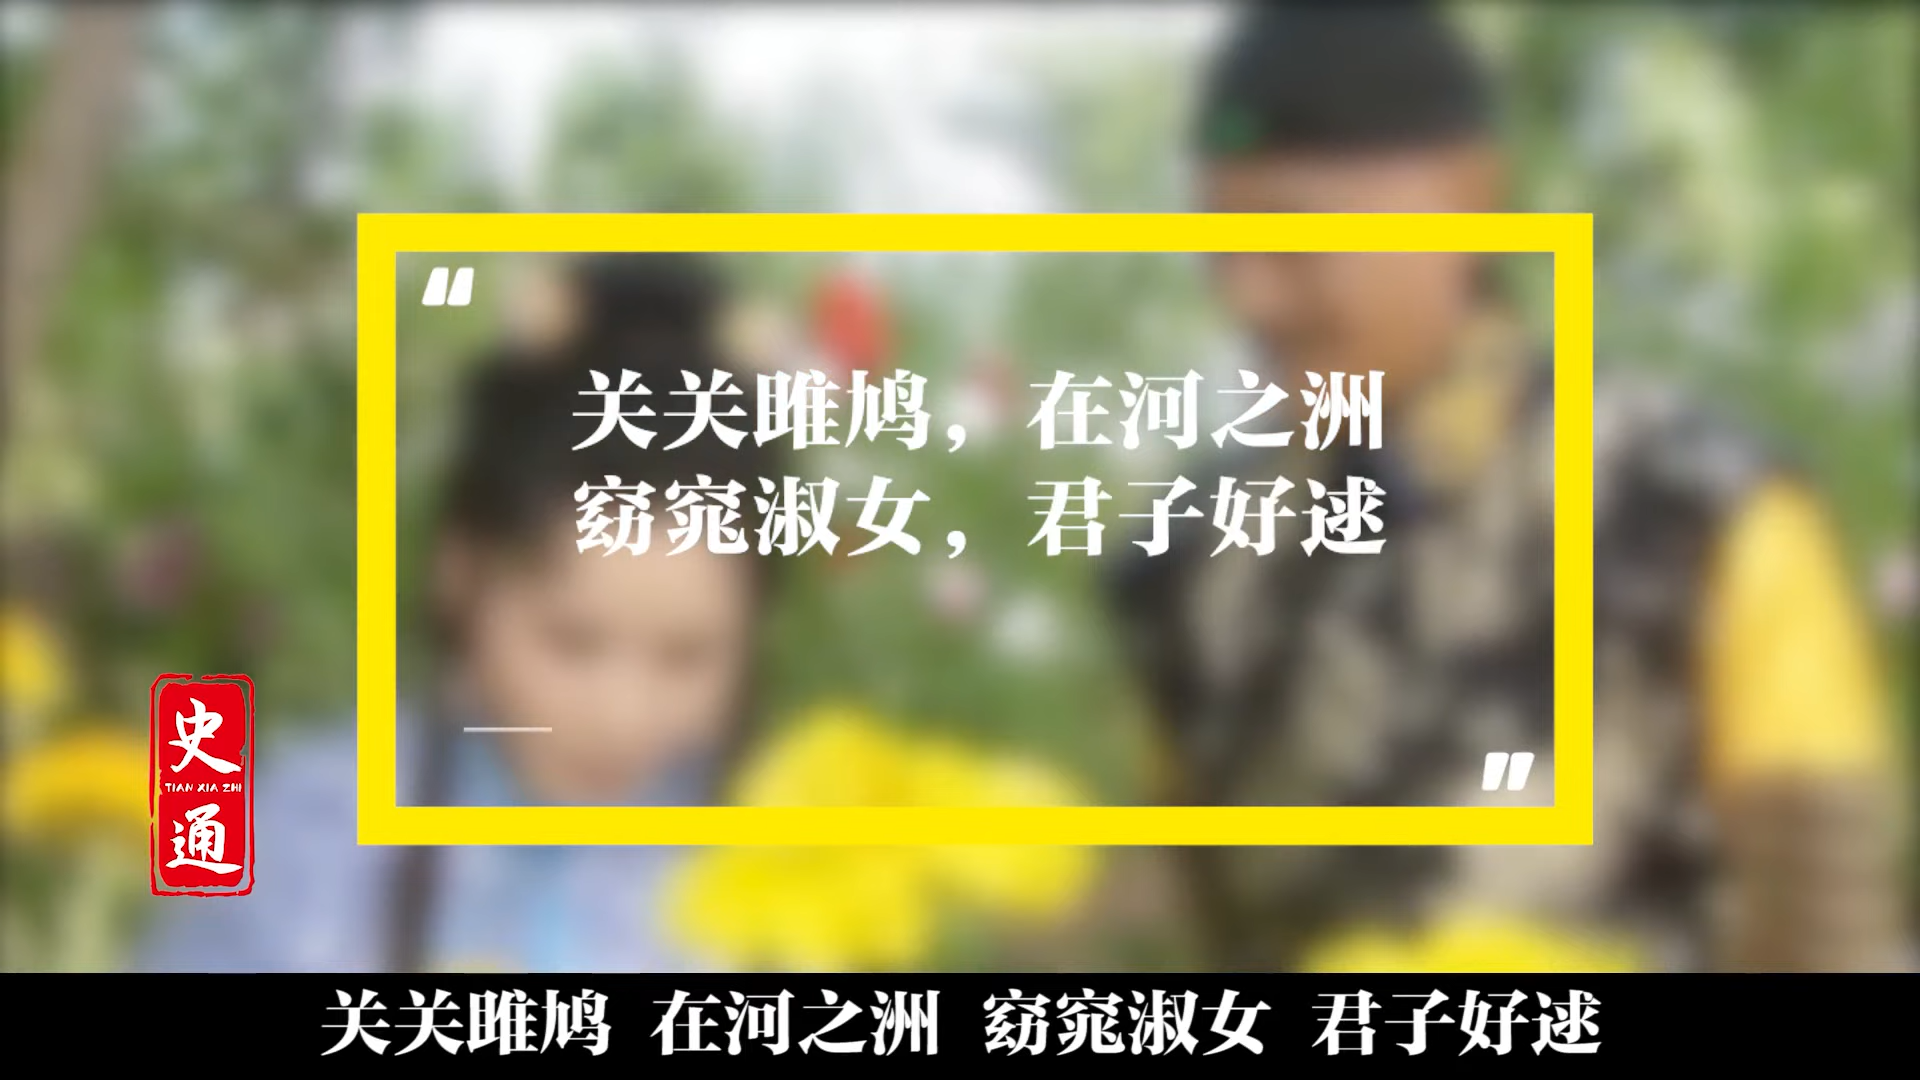 关关雎鸠，在河之洲
窈窕淑女，君子好逑
史
TIAN XIA ZHI
通
关关雎鸠 在河之洲 窈窕淑女 君子好逑